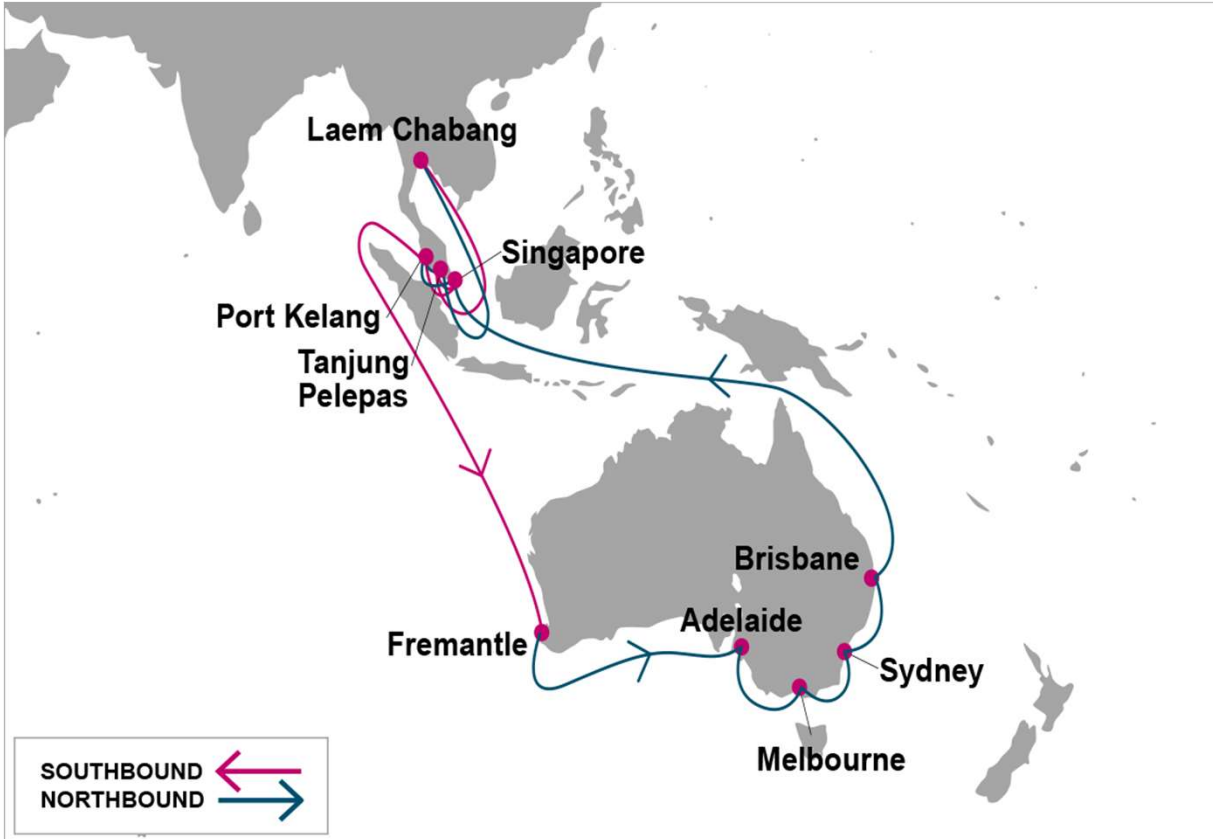 Laem Chabang
Singapore
Port Kelang
Tanjung
Pelepas
Brisbane
Adelaide
Fremantle
Sydney
Melbourne
SOUTHBOUND
NORTHBOUND